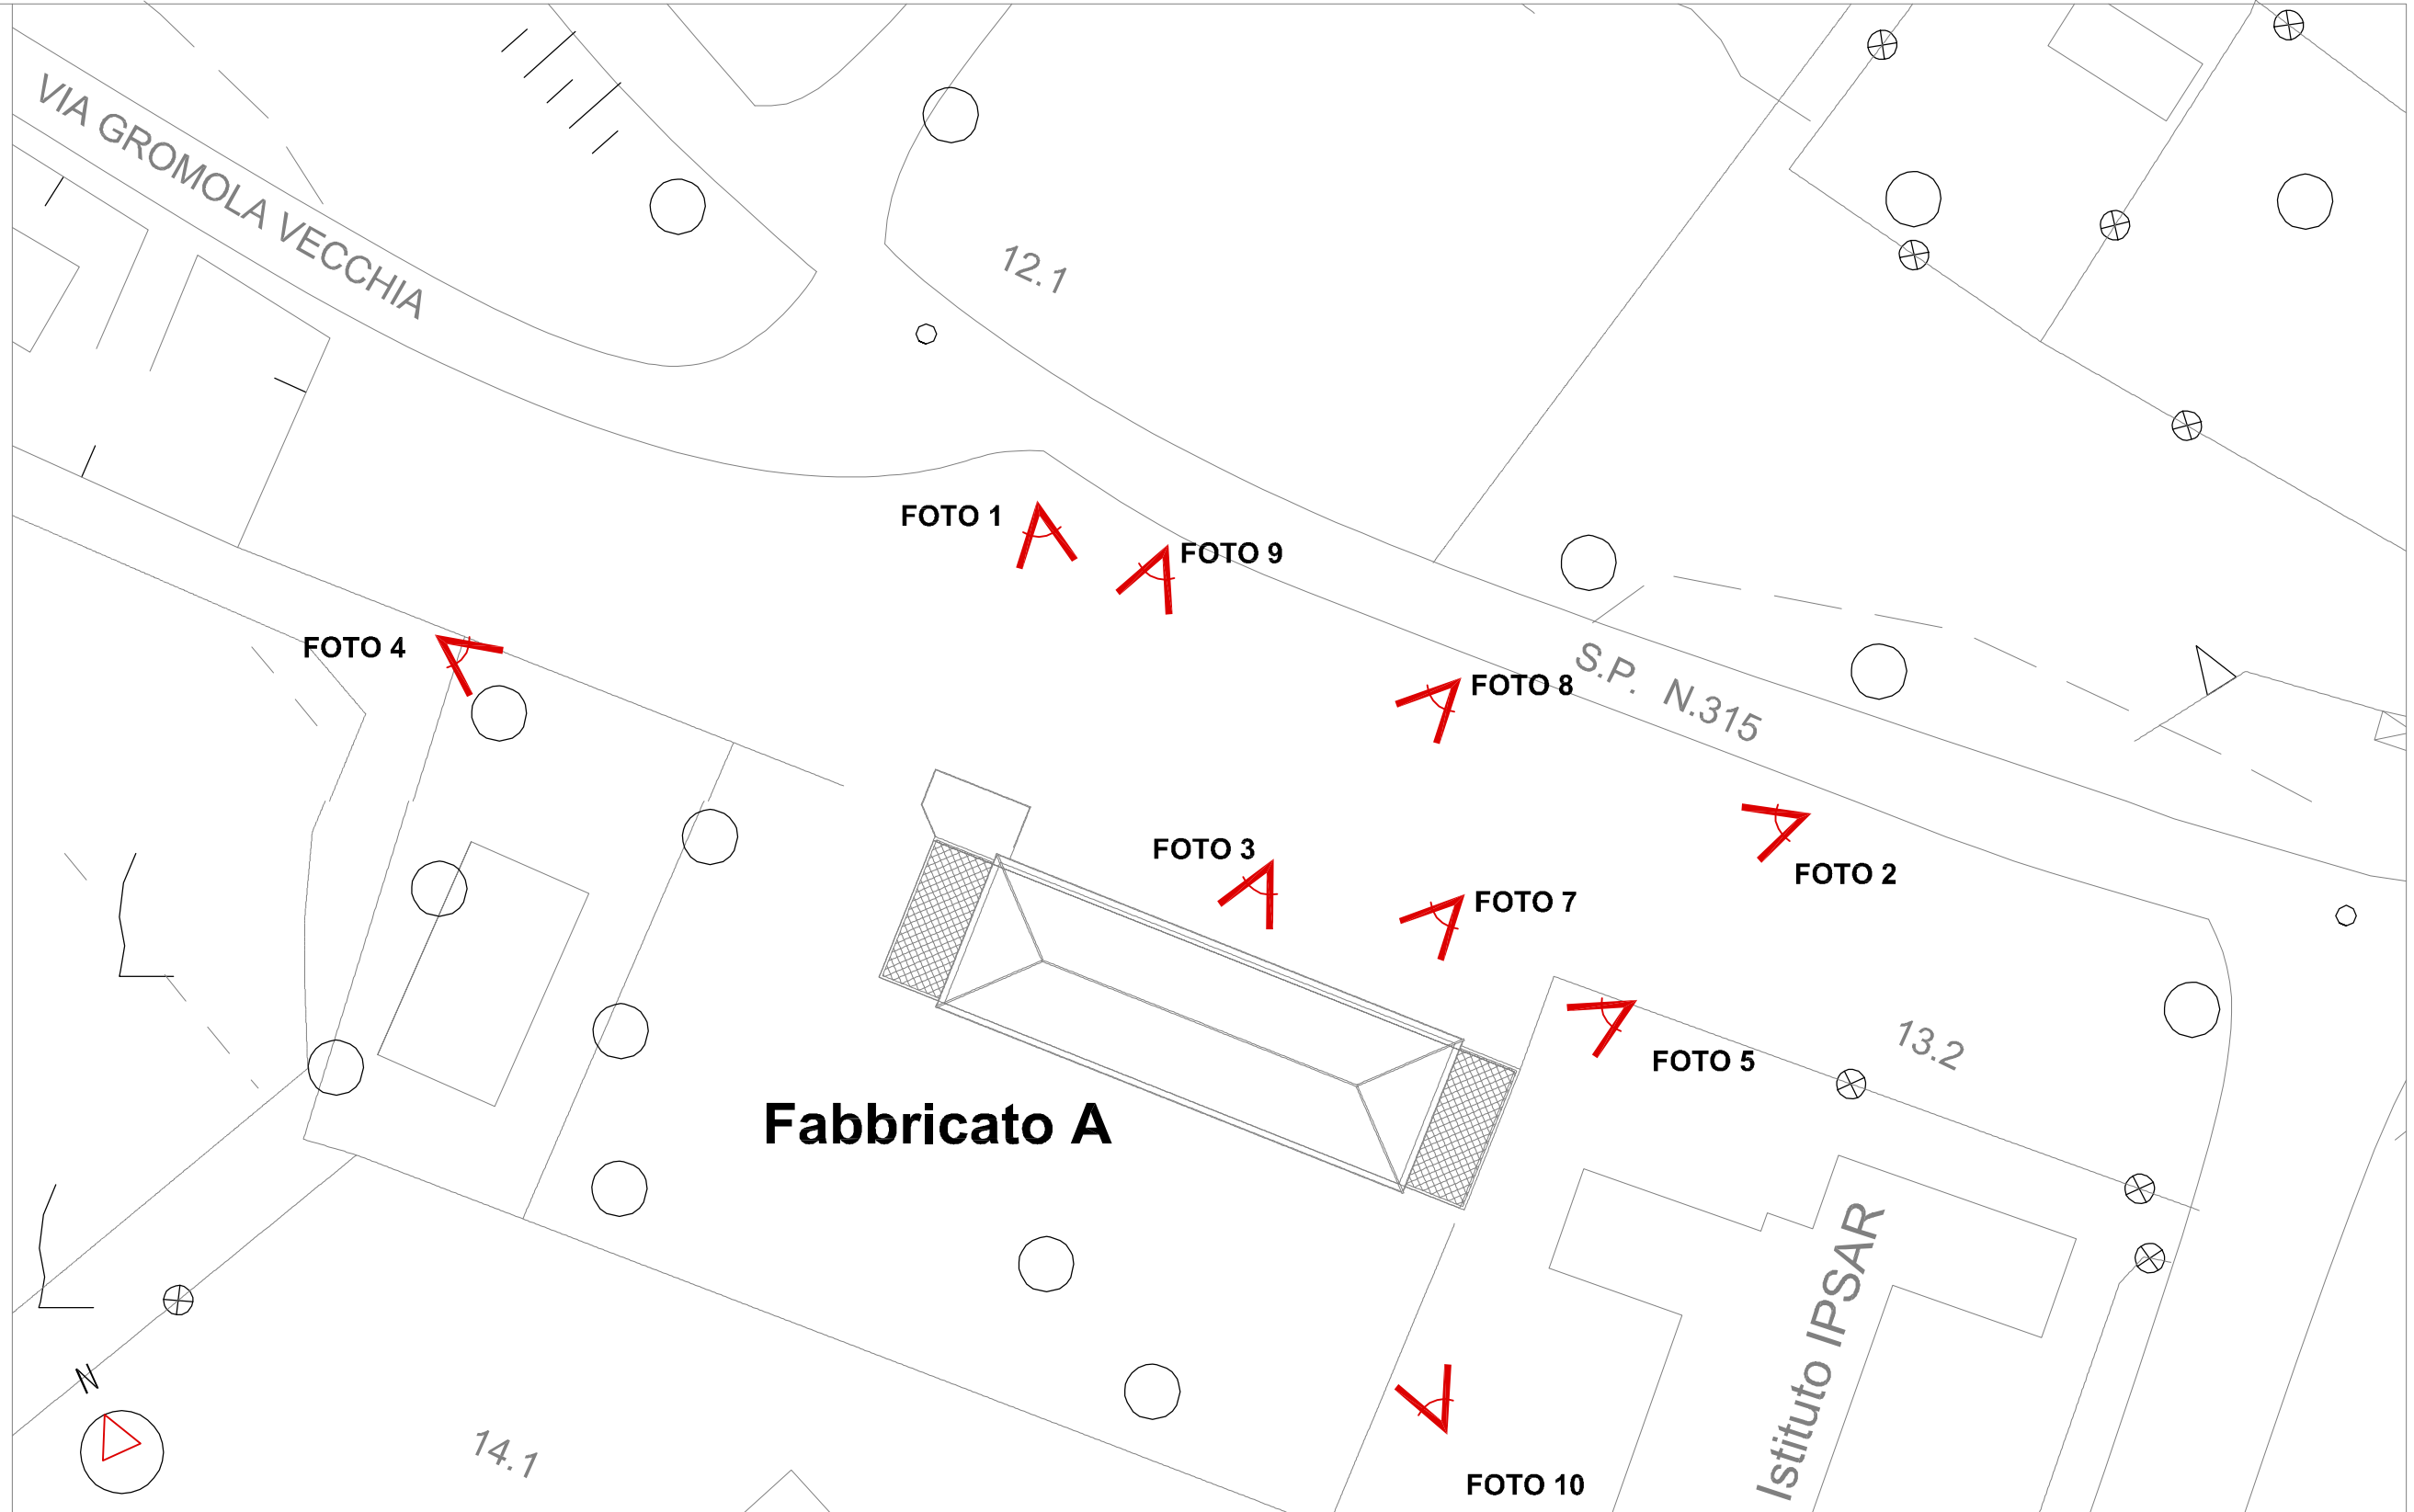 VIA GROMOLA VECCHIA
12.1
FOTO 1
FOTO 9
FOTO 4
FOTO 8
S.P. N.315
FOTO 3
FOTO 2
FOTO 7
13.2
FOTO 5
Fabbricato A
Istituto IPSAR
N
14.1
FOTO 10